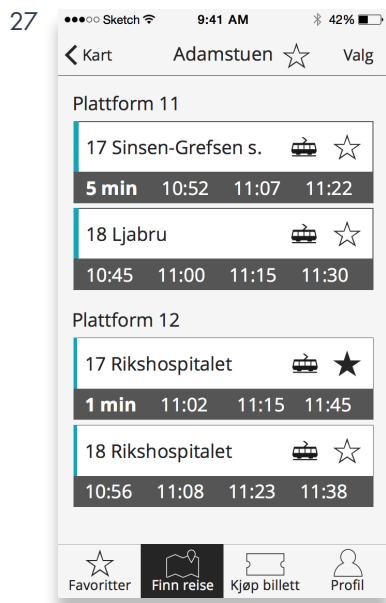 27
Sketch 9:41 AM 42%
Kart Adamstuen Valg
Plattform 11
17 Sinsen-Grefsen s.
5 min 10:52 11:07 11:22
18 Ljabru
10:45 11:00 11:15 11:30
Plattform 12
17 Rikshospitalet
1 min 11:02 11:15 11:45
18 Rikshospitalet
10:56 11:08 11:23 11:38
Favoritter Finn reise Kjøp billett Profil